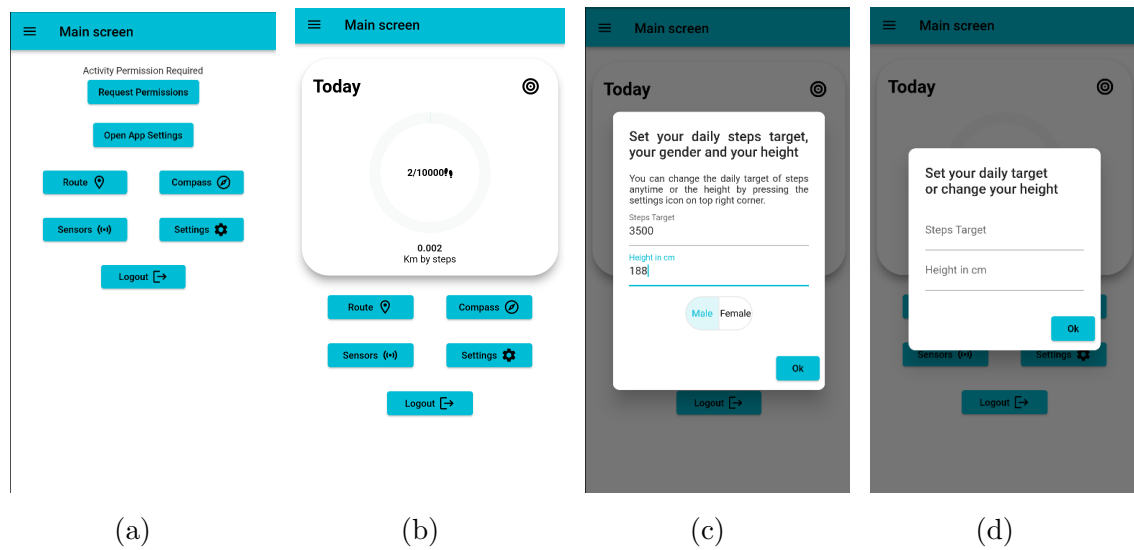 Main screen
Activity Permission Required
Request Permissions
Open App Settings
Route
Compass
Sensors
Settings
Logout
(a)
Main screen
Today
2/10000
0.002
Km by steps
Route
Compass
Sensors
Settings
Logout
(b)
Main screen
Today
Set your daily steps target,
your gender and your height
You can change the daily target of steps
anytime or the height by pressing the
settings icon on top right corner.
Steps Target
3500
Height in cm
188
Male Female
Ok
Logout
(c)
Main screen
Today
Set your daily target
or change your height
Steps Target
Height in cm
Ok
Sensors
Settings
Logout
(d)